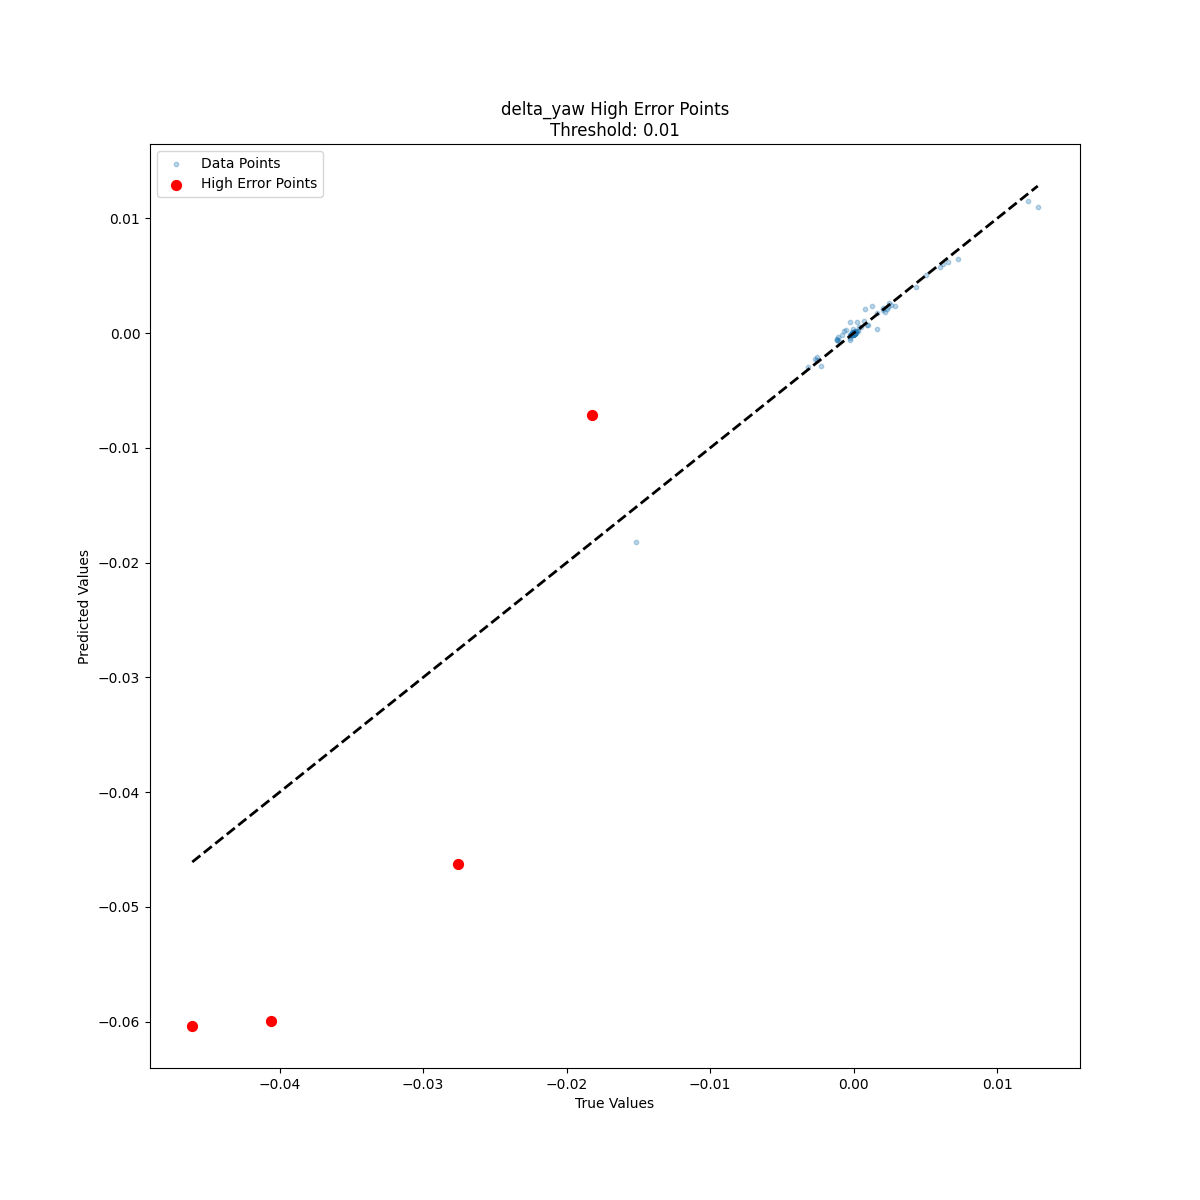 delta_yaw High Error Points
Threshold: 0.01
Data Points
High Error Points
0.01
0.00
−0.01
−0.02
−0.03
−0.04
−0.05
−0.06
Predicted Values
−0.04
−0.03
−0.02
−0.01
0.00
0.01
True Values